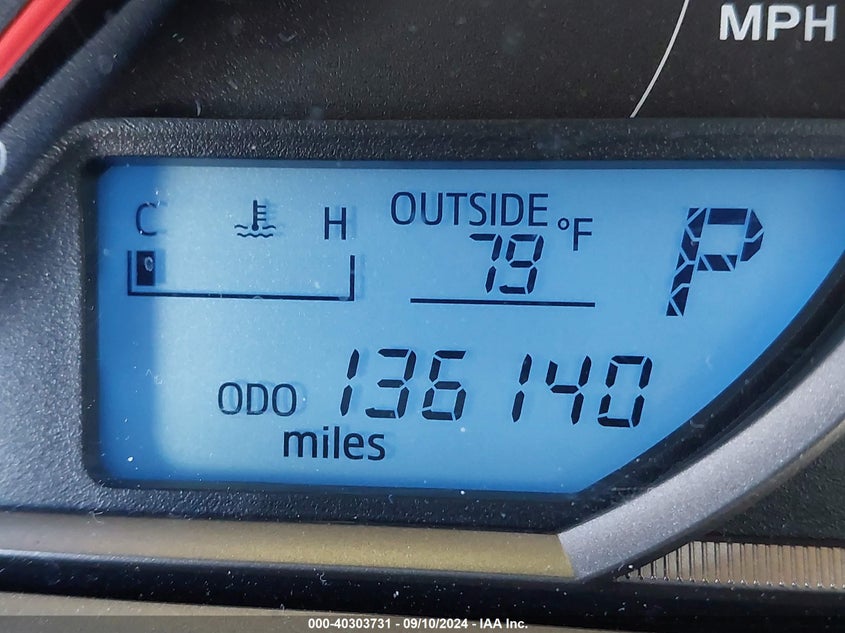 MPH
C H OUTSIDE °F
79
P
ODO 136140
miles
000-40303731 - 09/10/2024 - IAA Inc.